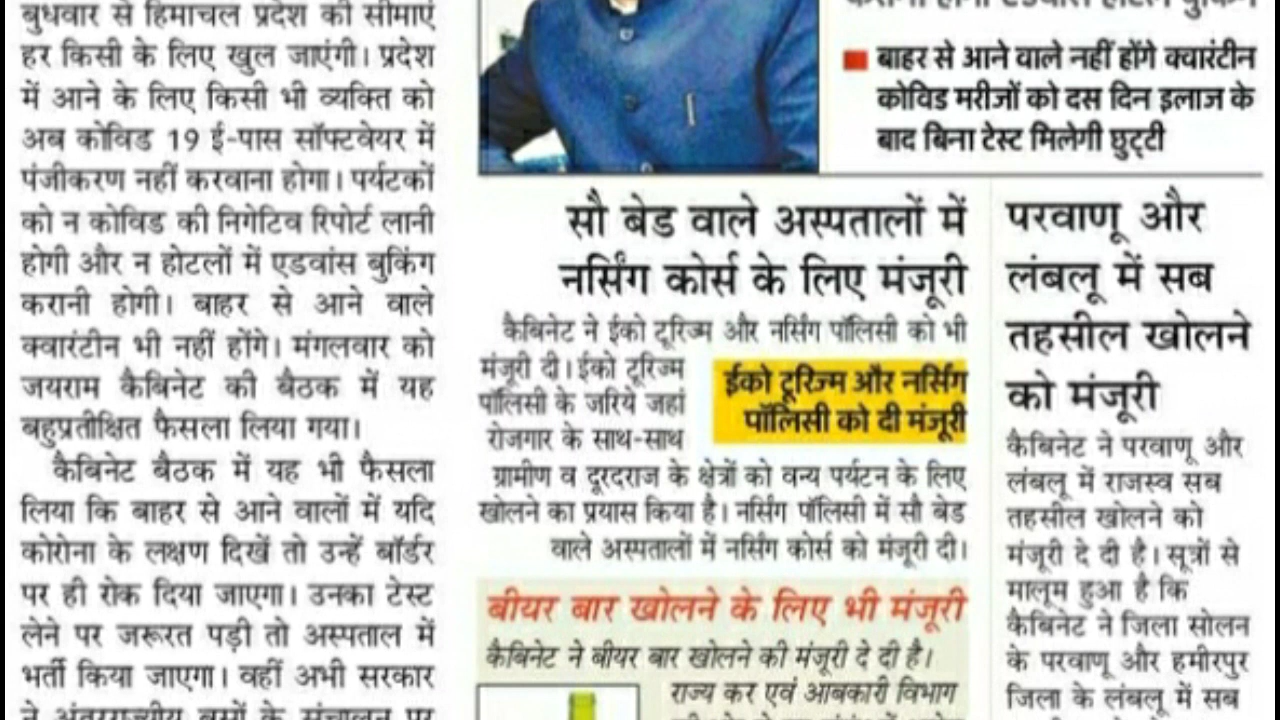 बुधवार से हिमाचल प्रदेश की सीमाएं
हर किसी के लिए खुल जाएंगी। प्रदेश
में आने के लिए किसी भी व्यक्ति को
अब कोविड 19 ई-पास सॉफ्टवेयर में
पंजीकरण नहीं करवाना होगा। पर्यटकों
को न कोविड की निगेटिव रिपोर्ट लानी
होगी और न होटलों में एडवांस बुकिंग
करानी होगी। बाहर से आने वाले
क्वारंटीन भी नहीं होंगे। मंगलवार को
जयराम कैबिनेट की बैठक में यह
बहुप्रतीक्षित फैसला लिया गया।
कैबिनेट बैठक में यह भी फैसला
लिया कि बाहर से आने वालों में यदि
कोरोना के लक्षण दिखें तो उन्हें बॉर्डर
पर ही रोक दिया जाएगा। उनका टेस्ट
लेने पर जरूरत पड़ी तो अस्पताल में
भर्ती किया जाएगा। वहीं अभी सरकार
ने अंतरराज्यीय बसों के संचालन पर
बाहर से आने वाले नहीं होंगे क्वारंटीन
कोविड मरीजों को दस दिन इलाज के
बाद बिना टेस्ट मिलेगी छुट्टी
सौ बेड वाले अस्पतालों में
नर्सिंग कोर्स के लिए मंजूरी
कैबिनेट ने ईको टूरिज्म और नर्सिंग पॉलिसी को भी
मंजूरी दी। ईको टूरिज्म
पॉलिसी के जरिये जहां
रोजगार के साथ-साथ
ईको टूरिज्म और नर्सिंग
पॉलिसी को दी मंजूरी
ग्रामीण व दूरदराज के क्षेत्रों को वन्य पर्यटन के लिए
खोलने का प्रयास किया है। नर्सिंग पॉलिसी में सौ बेड
वाले अस्पतालों में नर्सिंग कोर्स को मंजूरी दी।
बीयर बार खोलने के लिए भी मंजूरी
कैबिनेट ने बीयर बार खोलने की मंजूरी दे दी है।
राज्य कर एवं आबकारी विभाग
परवाणू और
लंबलू में सब
तहसील खोलने
को मंजूरी
कैबिनेट ने परवाणू और
लंबलू में राजस्व सब
तहसील खोलने को
मंजूरी दे दी है। सूत्रों से
मालूम हुआ है कि
कैबिनेट ने जिला सोलन
के परवाणू और हमीरपुर
जिला के लंबलू में सब